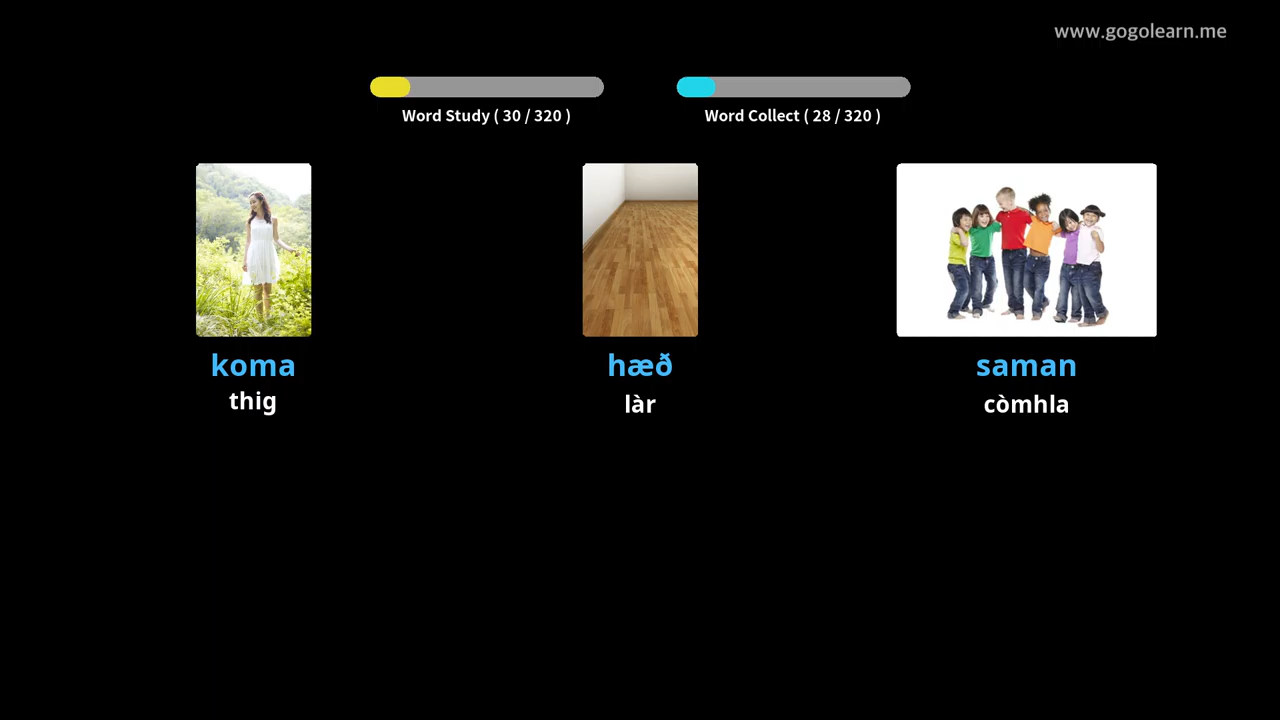 www.gogolearn.me
Word Study ( 30 / 320 )
Word Collect ( 28 / 320 )
koma
thig
hæð
làr
saman
còmhla